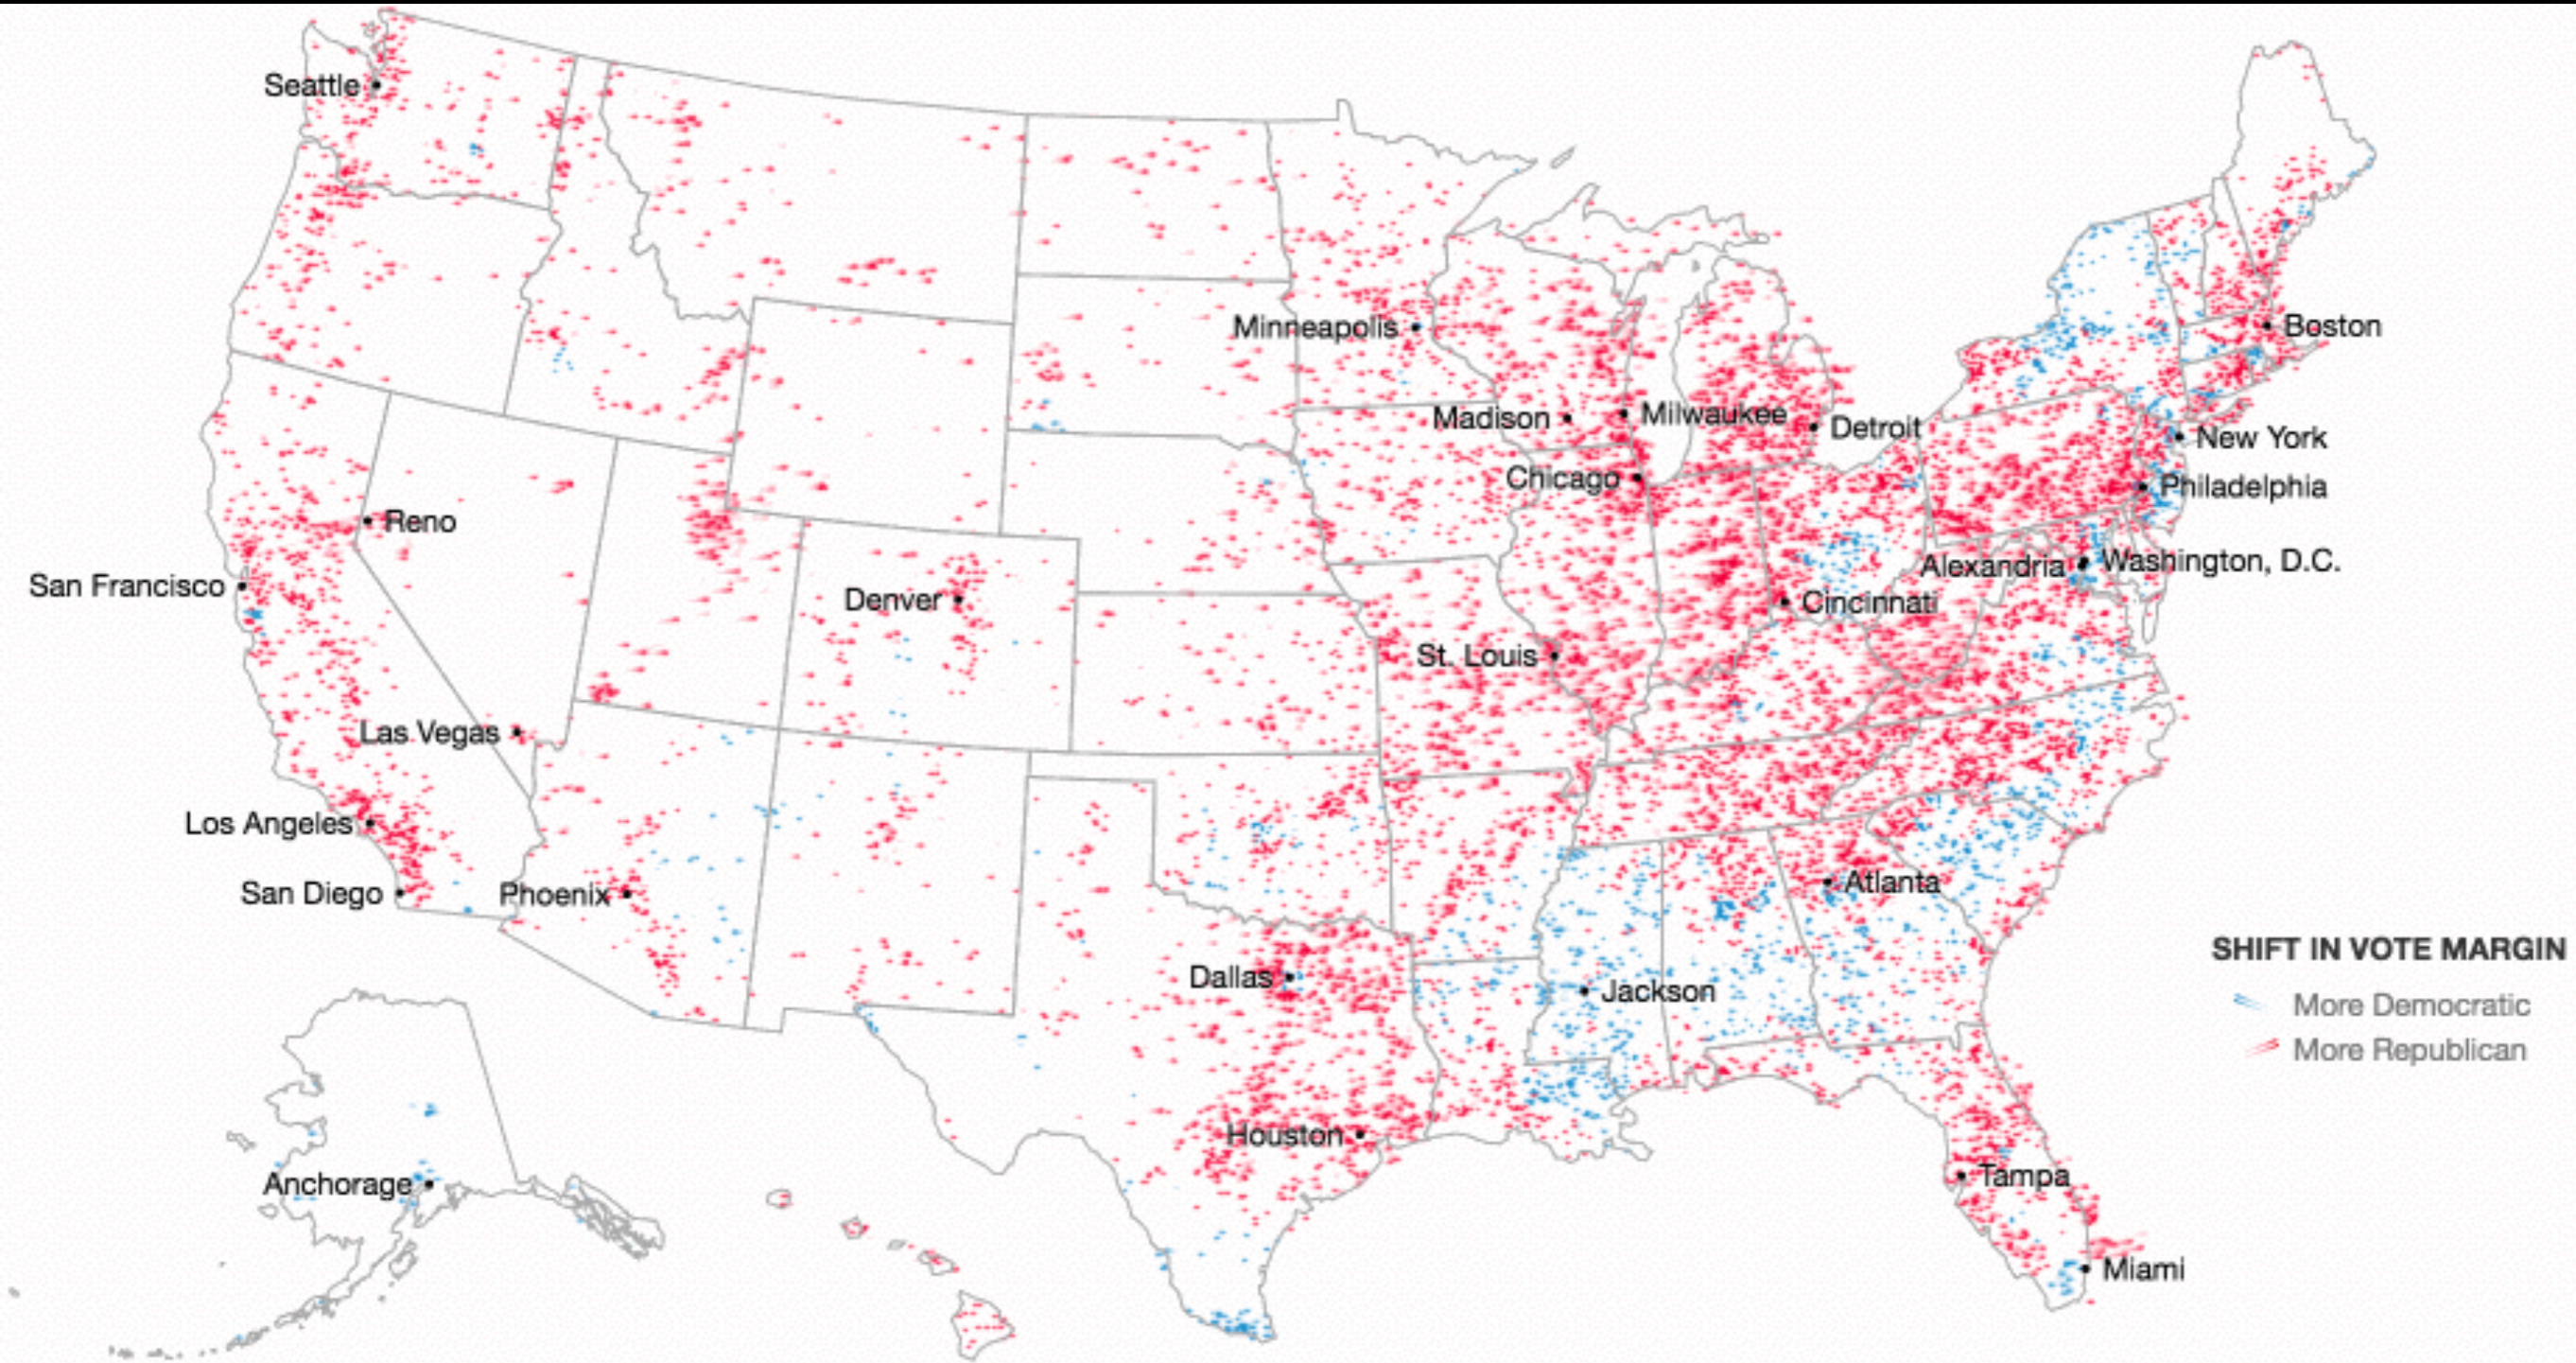 Seattle
Minneapolis
Boston
Madison
Milwaukee
Detroit
New York
Chicago
Philadelphia
Reno
Alexandria
Washington, D.C.
San Francisco
Denver
Cincinnati
St. Louis
Las Vegas
Los Angeles
San Diego
Phoenix
Atlanta
SHIFT IN VOTE MARGIN
Dallas
Jackson
More Democratic
More Republican
Houston
Anchorage
Tampa
Miami